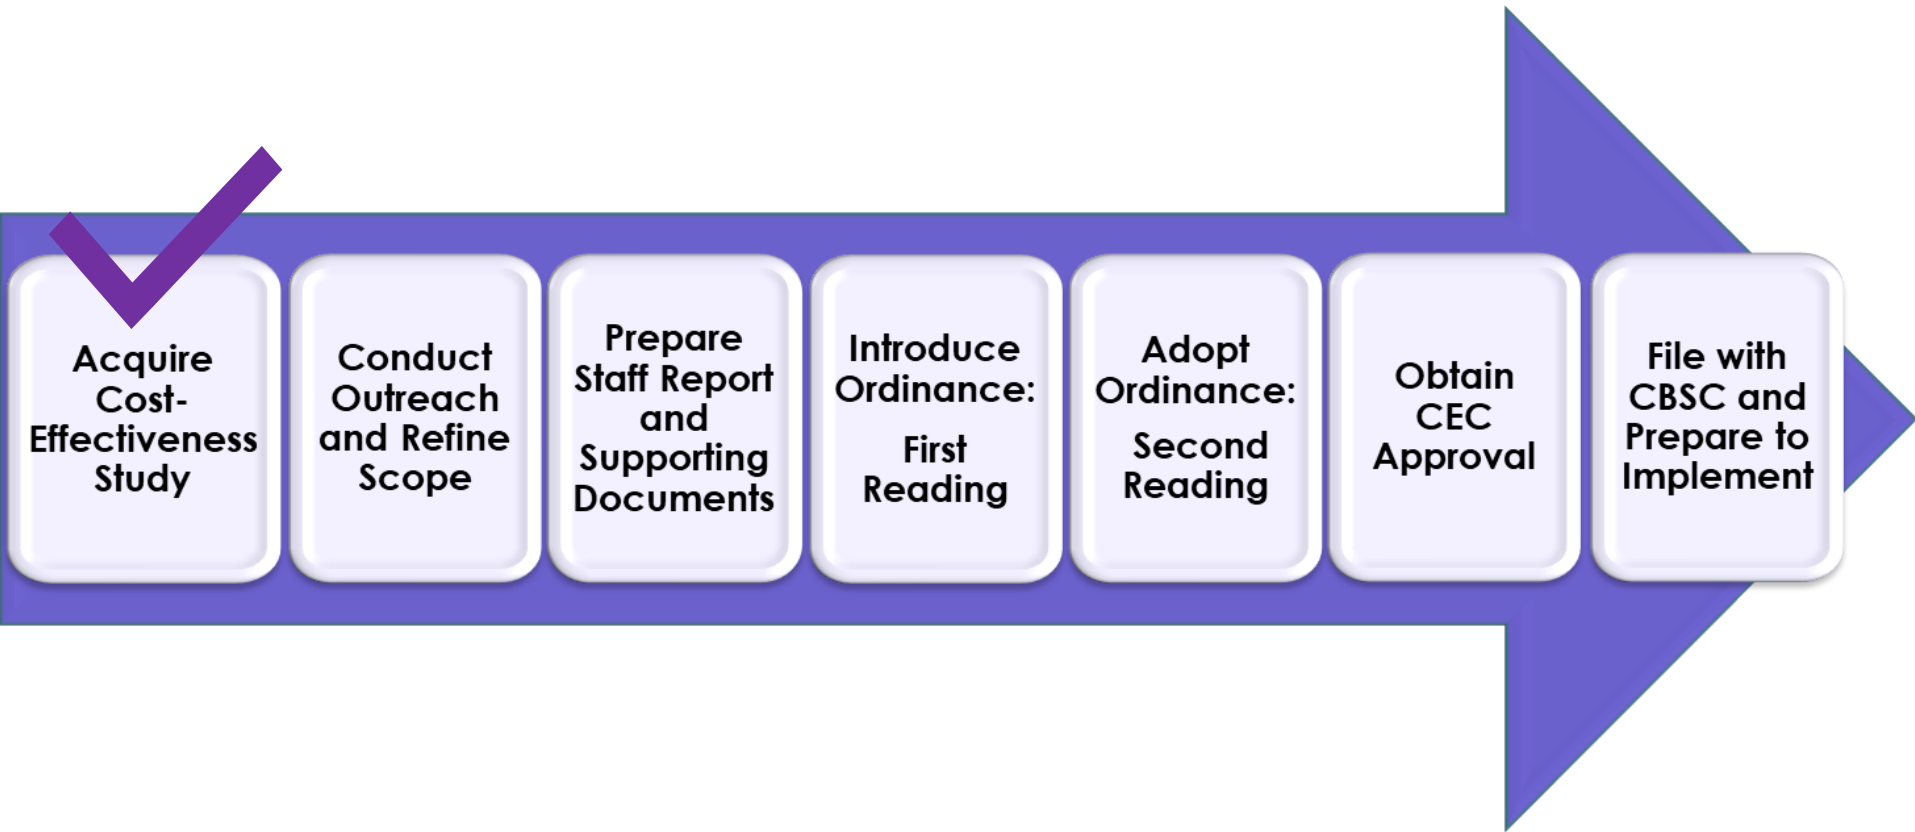 Acquire
Cost-
Effectiveness
Study
Conduct
Outreach
and Refine
Scope
Prepare
Staff Report
and
Supporting
Documents
Introduce
Ordinance:
First
Reading
Adopt
Ordinance:
Second
Reading
Obtain
CEC
Approval
File with
CBSC and
Prepare to
Implement